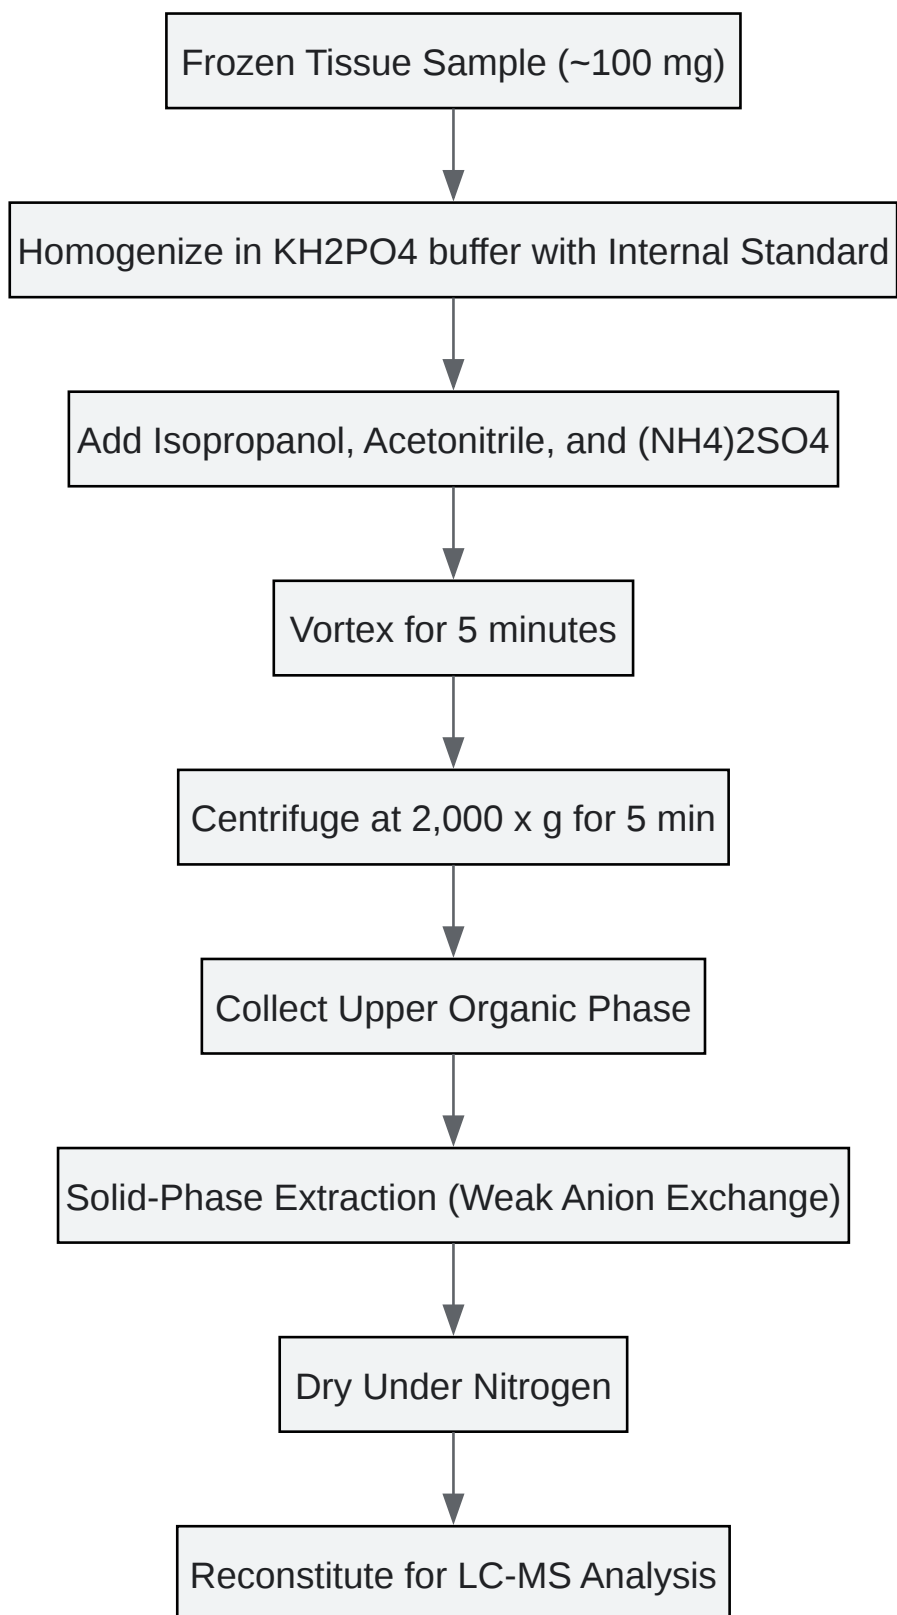 Frozen Tissue Sample (~100 mg)
Homogenize in KH2PO4 buffer with Internal Standard
Add Isopropanol, Acetonitrile, and (NH4)2SO4
Vortex for 5 minutes
Centrifuge at 2,000 x g for 5 min
Collect Upper Organic Phase
Solid-Phase Extraction (Weak Anion Exchange)
Dry Under Nitrogen
Reconstitute for LC-MS Analysis